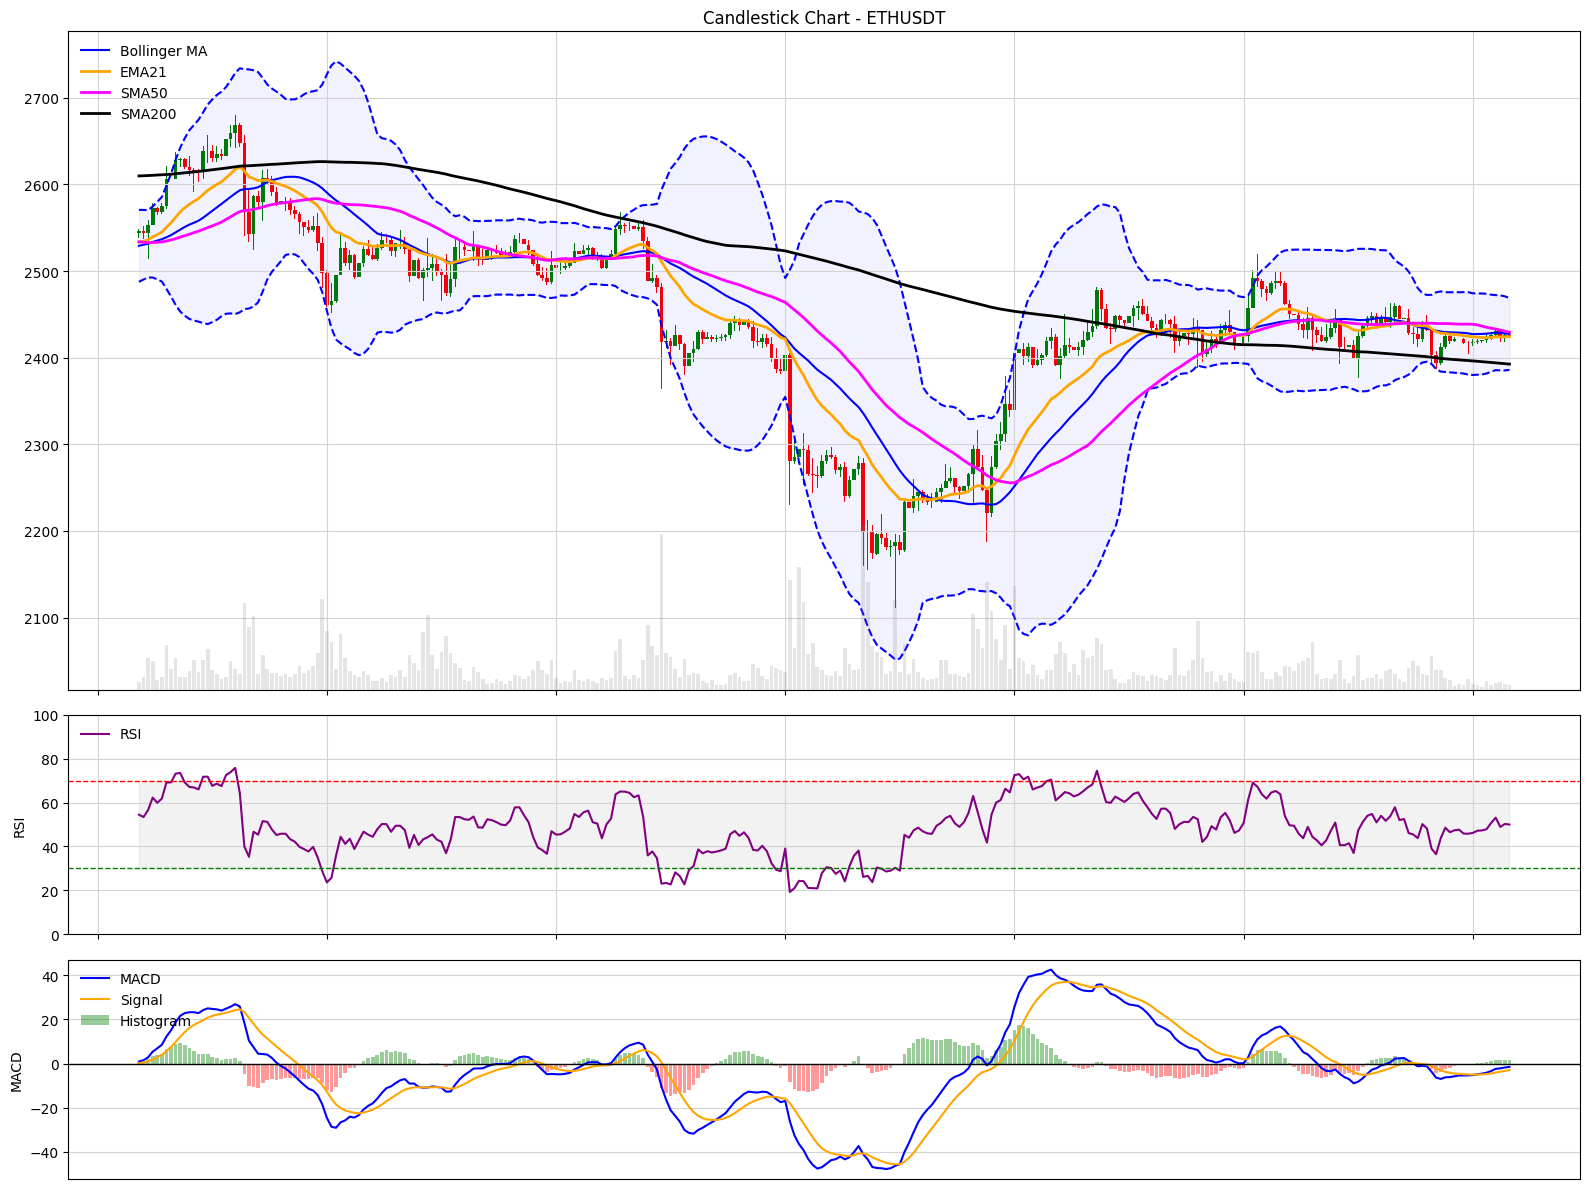 Candlestick Chart - ETHUSDT
Bollinger MA
EMA21
SMA50
SMA200
2700
2600
2500
2400
2300
2200
2100
RSI
100
80
60
40
20
0
RSI
MACD
Signal
Histogram
40
20
0
−20
−40
MACD